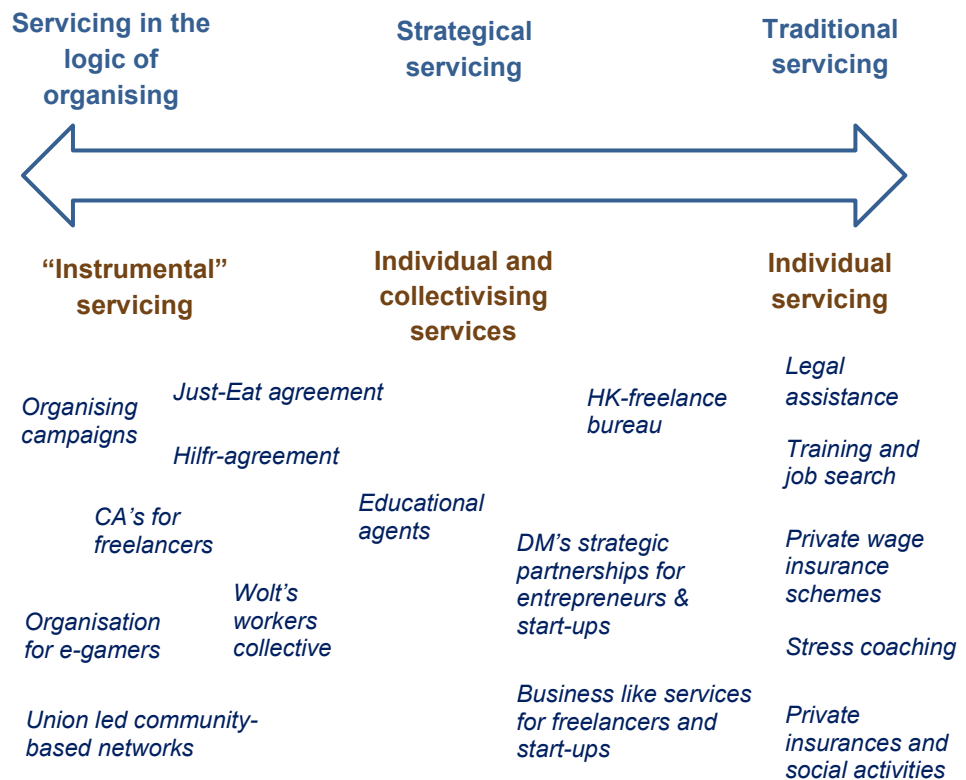 Servicing in the
logic of
organising
Strategical
servicing
Traditional
servicing
“Instrumental”
servicing
Individual and
collectivising
services
Individual
servicing
Organising
campaigns
Just-Eat agreement
HK-freelance
bureau
Legal
assistance
Hilfr-agreement
Training and
job search
CA's for
freelancers
Educational
agents
DM's strategic
partnerships for
entrepreneurs &
start-ups
Private wage
insurance
schemes
Organisation
for e-gamers
Wolt's
workers
collective
Stress coaching
Union led community-
based networks
Business like services
for freelancers and
start-ups
Private
insurances and
social activities